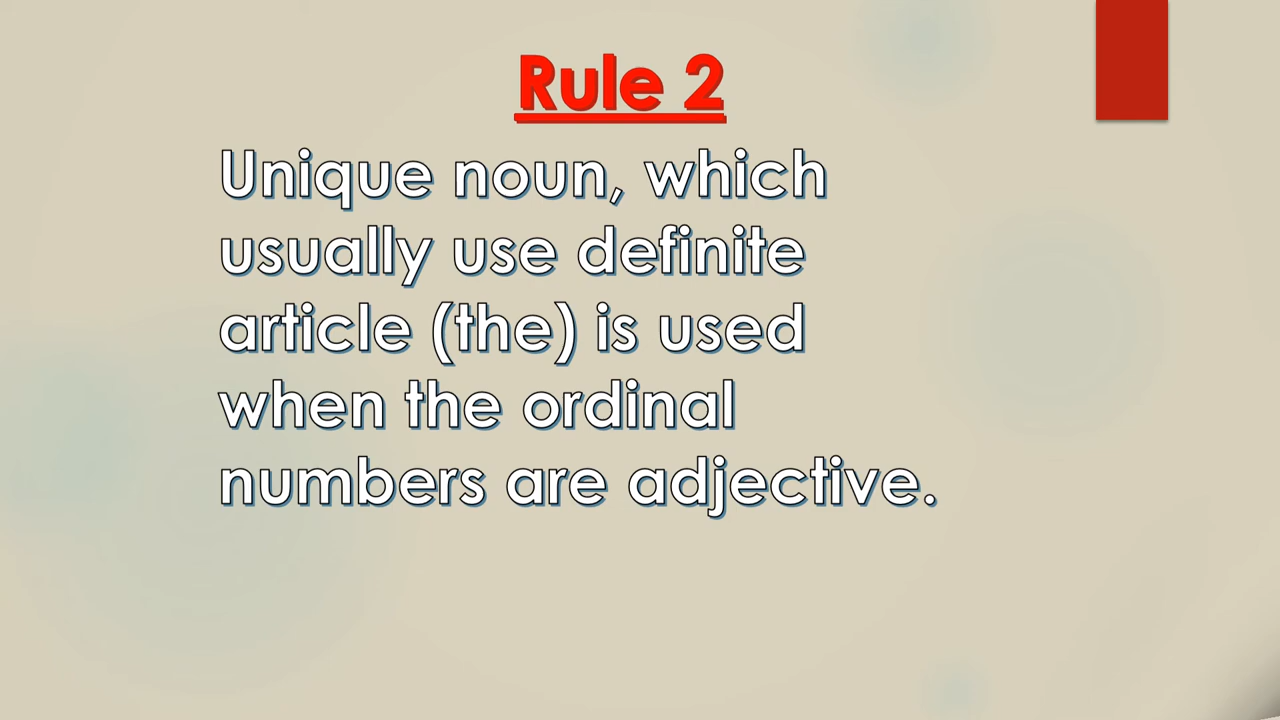 Rule 2
Unique noun, which
usually use definite
article (the) is used
when the ordinal
numbers are adjective.